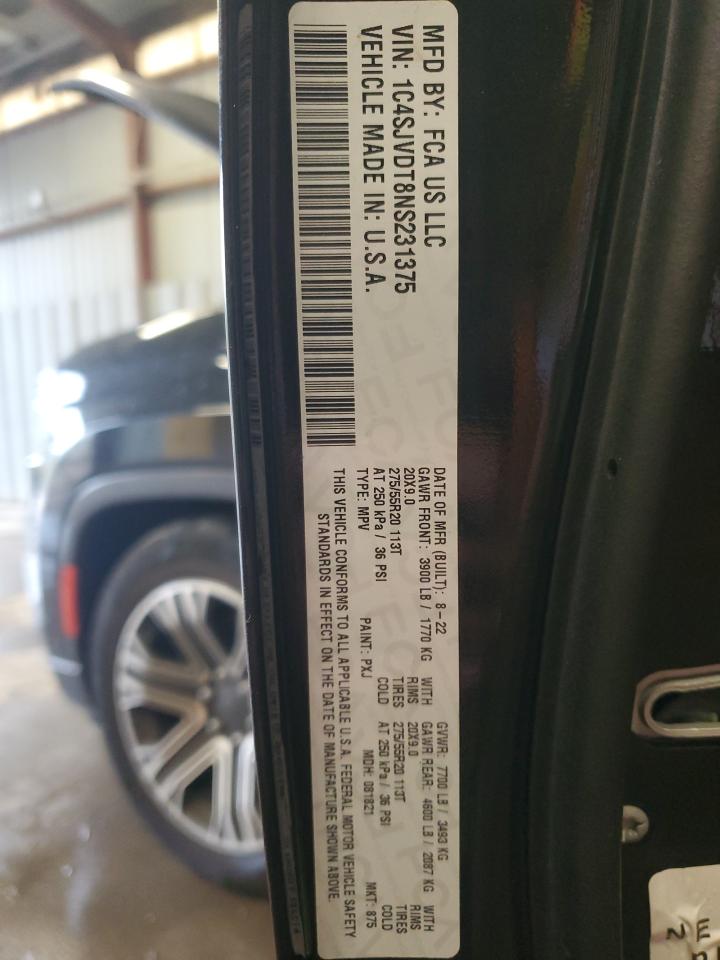 MFD BY: FCA US LLC
VIN: 1C4SJVDT8NS231375
VEHICLE MADE IN: U.S.A.
DATE OF MFR (BUILT): 8-22 GVWR: 7700 LB / 3493 KG
GAWR FRONT: 3900 LB / 1770 KG WITH GAWR REAR: 4600 LB / 2087 KG WITH
20X9.0 RIMS 20X9.0 RIMS
275/55R20 113T TIRES 275/55R20 113T TIRES
AT 250 kPa / 36 PSI COLD AT 250 kPa / 36 PSI COLD
TYPE: MPV PAINT: PXJ MDH: 081821 MKT: 875
THIS VEHICLE CONFORMS TO ALL APPLICABLE U.S.A. FEDERAL MOTOR VEHICLE SAFETY
STANDARDS IN EFFECT ON THE DATE OF MANUFACTURE SHOWN ABOVE.